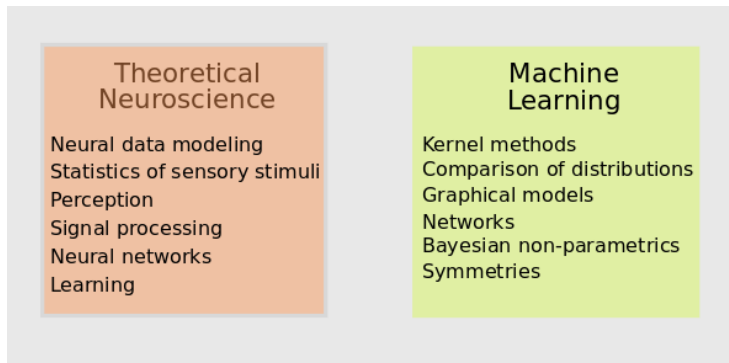 Theoretical
Neuroscience
Neural data modeling
Statistics of sensory stimuli
Perception
Signal processing
Neural networks
Learning
Machine
Learning
Kernel methods
Comparison of distributions
Graphical models
Networks
Bayesian non-parametrics
Symmetries